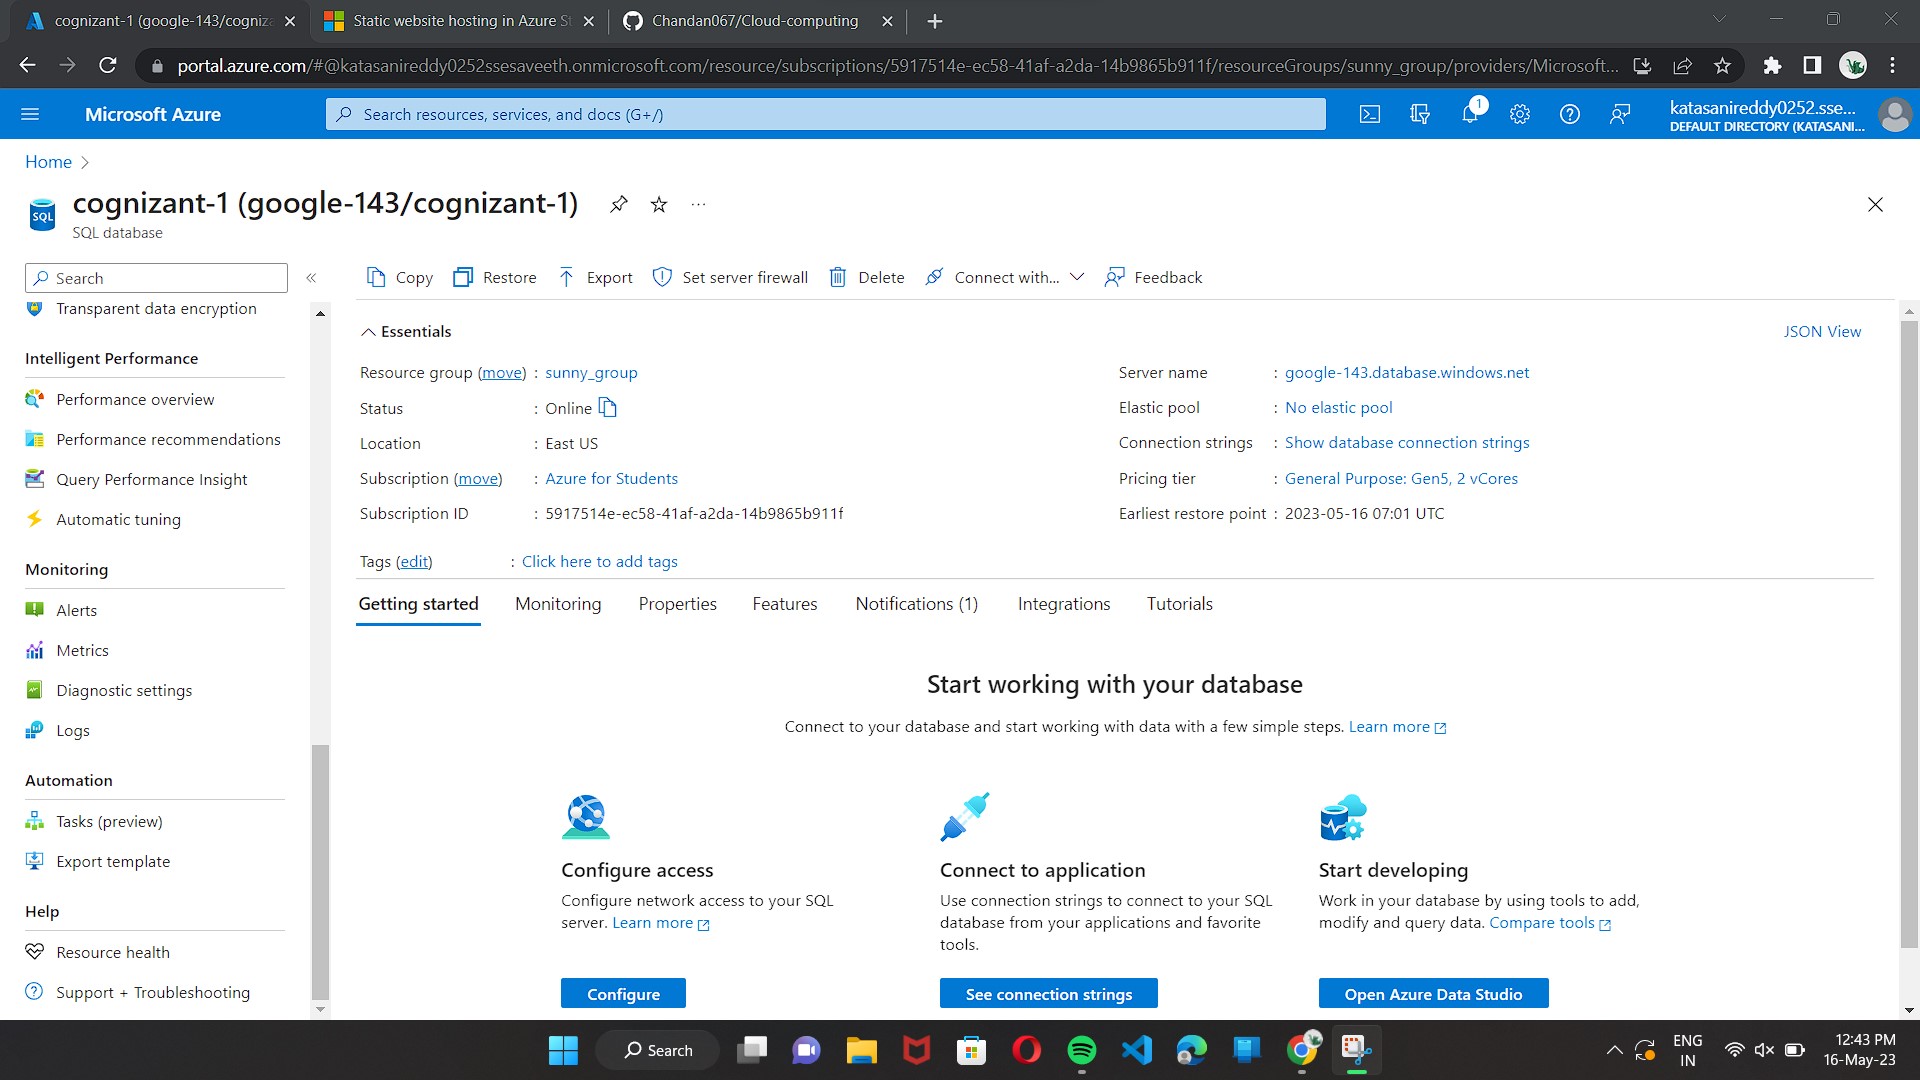 cognizant-1 (google-143/cogniza
Static website hosting in Azure St
Chandan067/Cloud-computing
portal.azure.com/#@katasanireddy0252ssesaveeth.onmicrosoft.com/resource/subscriptions/5917514e-ec58-41af-a2da-14b9865b911f/resourceGroups/sunny_group/providers/Microsoft...
Microsoft Azure
Search resources, services, and docs (G+/)
1
katasanireddy0252.sse...
DEFAULT DIRECTORY (KATASANI...
Home
SQL
cognizant-1 (google-143/cognizant-1)
...
SQL database
Search
«
Copy
Restore
Export
Set server firewall
Delete
Connect with...
Feedback
Transparent data encryption
Intelligent Performance
Performance overview
Performance recommendations
Query Performance Insight
Automatic tuning
Monitoring
Alerts
Metrics
Diagnostic settings
Logs
Automation
Tasks (preview)
Export template
Help
Resource health
Support + Troubleshooting
Essentials
JSON View
Resource group (move) : sunny_group
Status : Online
Location : East US
Subscription (move) : Azure for Students
Subscription ID : 5917514e-ec58-41af-a2da-14b9865b911f
Server name : google-143.database.windows.net
Elastic pool : No elastic pool
Connection strings : Show database connection strings
Pricing tier : General Purpose: Gen5, 2 vCores
Earliest restore point : 2023-05-16 07:01 UTC
Tags (edit) : Click here to add tags
Getting started
Monitoring
Properties
Features
Notifications (1)
Integrations
Tutorials
Start working with your database
Connect to your database and start working with data with a few simple steps. Learn more
Configure access
Configure network access to your SQL
server. Learn more
Configure
Connect to application
Use connection strings to connect to your SQL
database from your applications and favorite
tools.
See connection strings
Start developing
Work in your database by using tools to add,
modify and query data. Compare tools
Open Azure Data Studio
Search
ENG
IN
12:43 PM
16-May-23